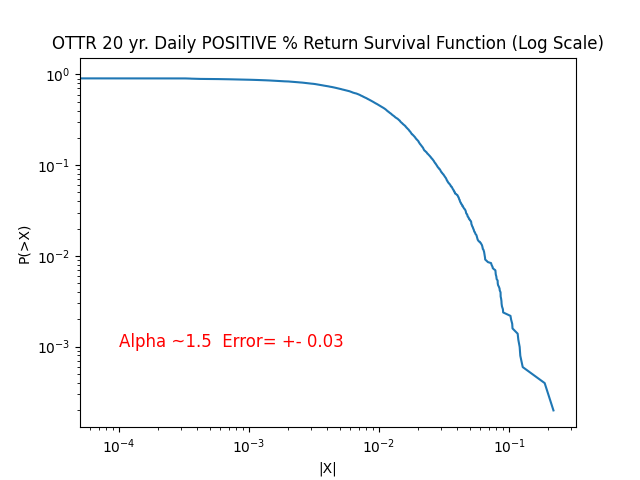 OTTR 20 yr. Daily POSITIVE % Return Survival Function (Log Scale)
P(>X)
10⁰
10⁻¹
10⁻²
10⁻³
Alpha ~1.5  Error= +- 0.03
10⁻⁴ 10⁻³ 10⁻² 10⁻¹
|X|